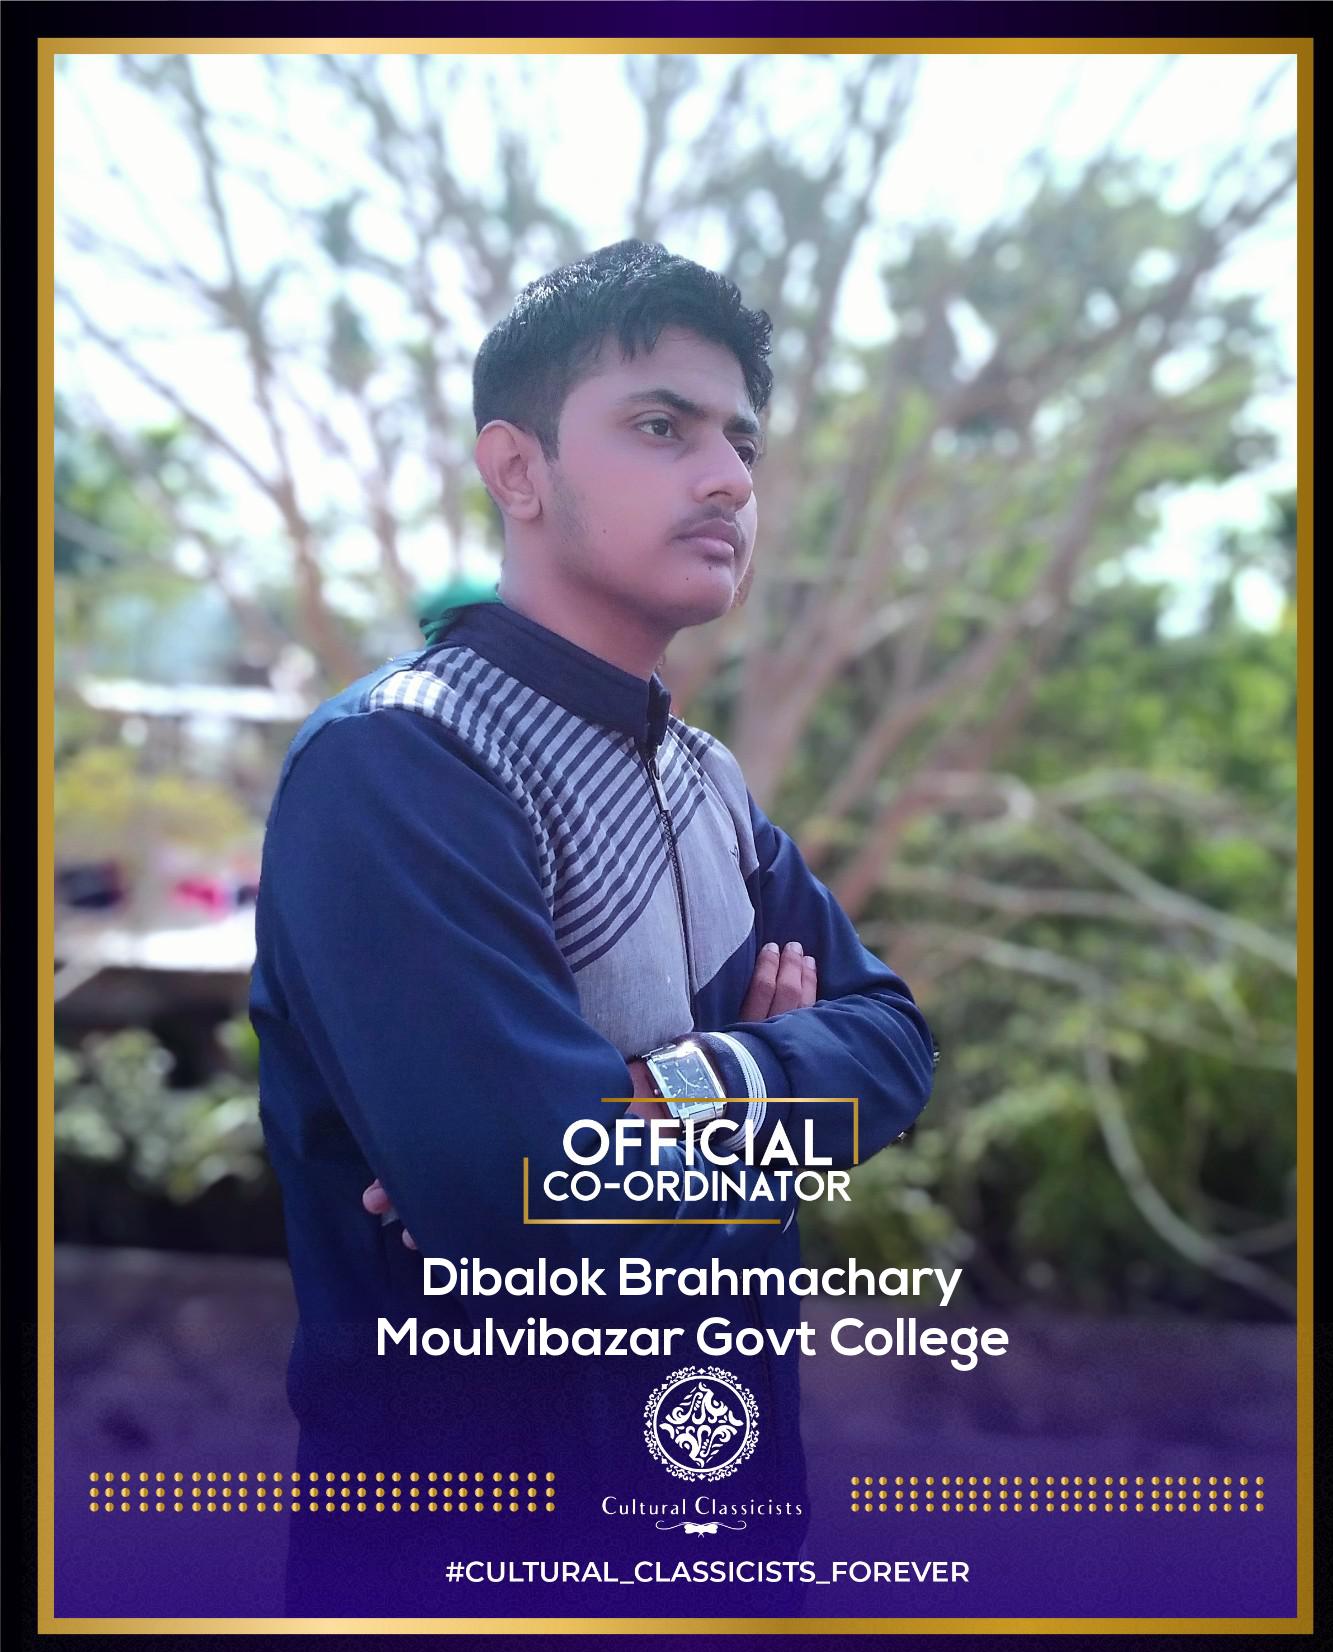 OFFICIAL
CO-ORDINATOR
Dibalok Brahmachary
Moulvibazar Govt College
Cultural Classicists
#CULTURAL_CLASSICISTS_FOREVER